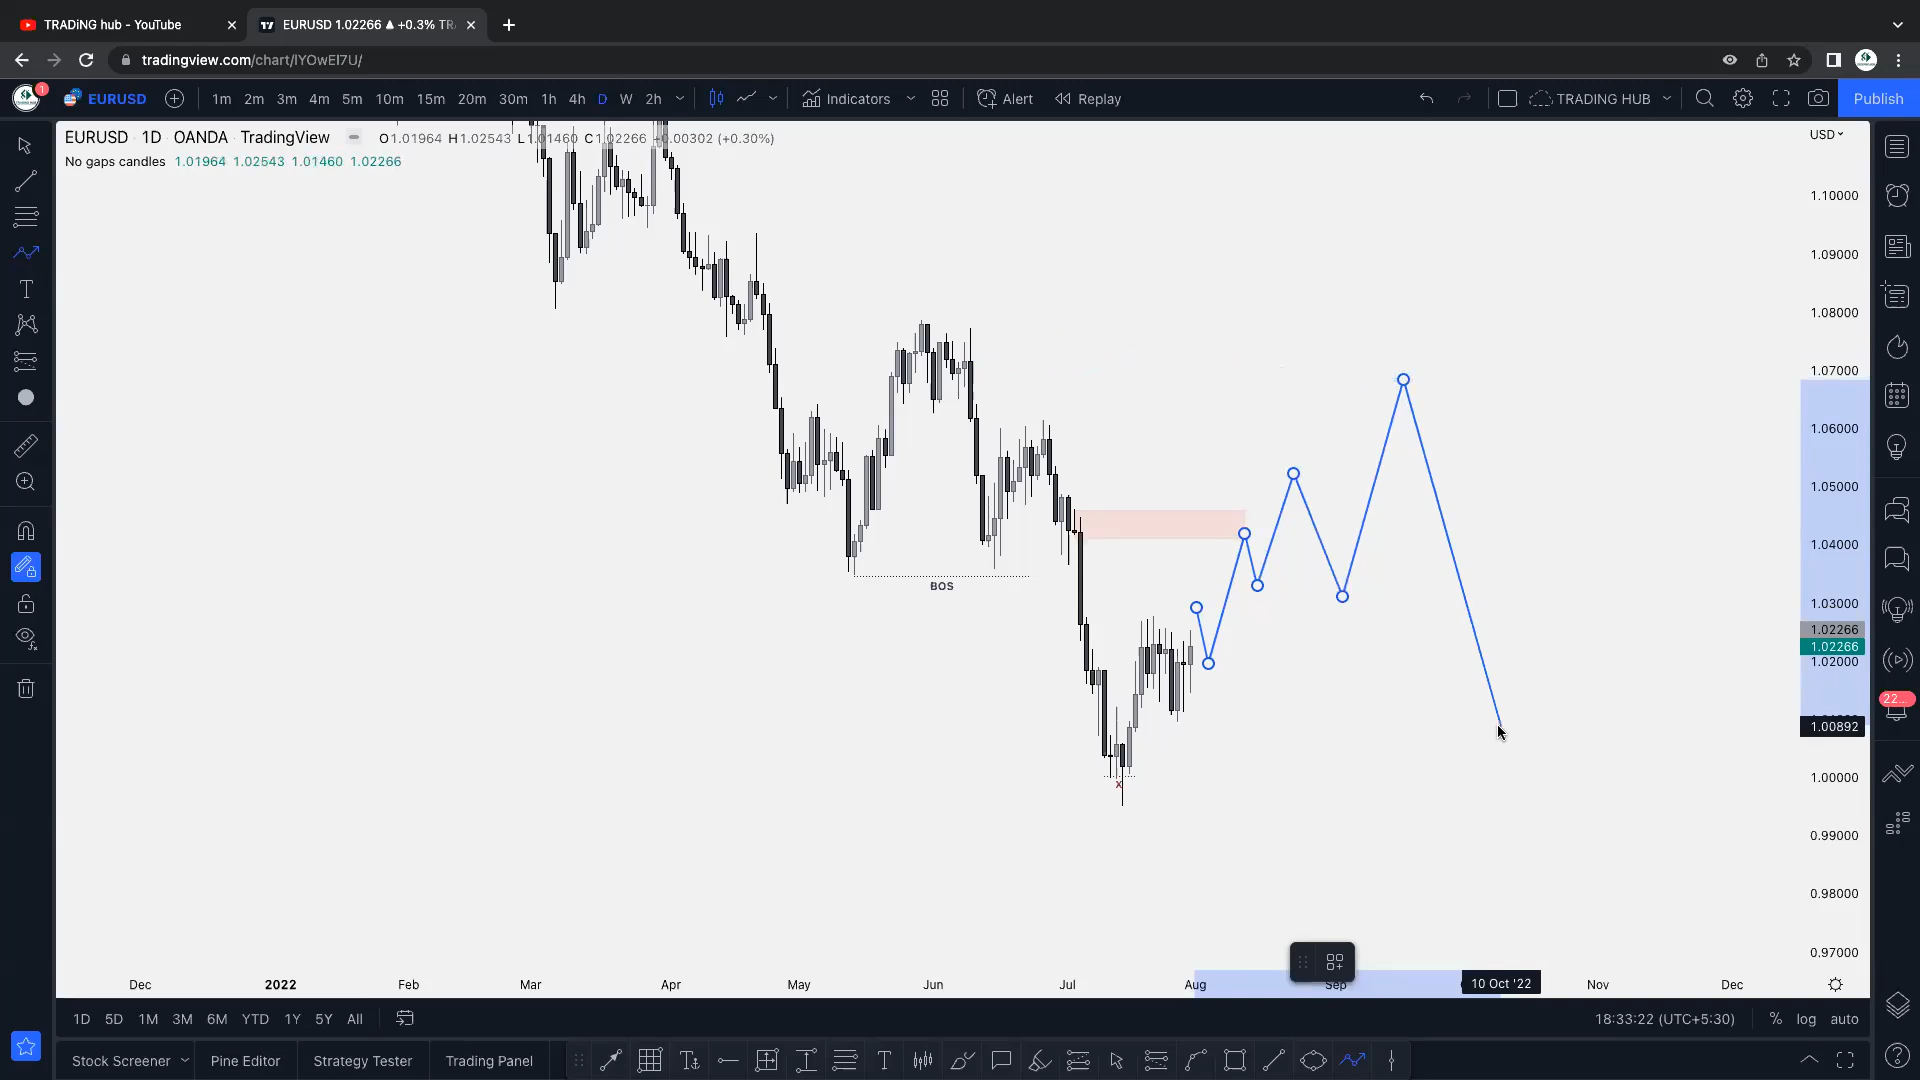 TRADiNG hub - YouTube
EURUSD 1.02266 ▲ +0.3% TR
tradingview.com/chart/lYOwEI7U/
1
EURUSD
1m 2m 3m 4m 5m 10m 15m 20m 30m 1h 4h D W 2h
Indicators
Alert
Replay
TRADING HUB
Publish
EURUSD 1D OANDA TradingView
O1.01964 H1.02543 L1.01460 C1.02266 +0.00302 (+0.30%)
No gaps candles 1.01964 1.02543 1.01460 1.02266
USD
1.10000
1.09000
1.08000
1.07000
1.06000
1.05000
1.04000
BOS
1.03000
1.02266
1.02266
1.02000
22...
1.00892
1.00000
x
0.99000
0.98000
0.97000
Dec 2022 Feb Mar Apr May Jun Jul Aug Sep 10 Oct '22 Nov Dec
1D 5D 1M 3M 6M YTD 1Y 5Y All
18:33:22 (UTC+5:30)
% log auto
Stock Screener Pine Editor Strategy Tester Trading Panel